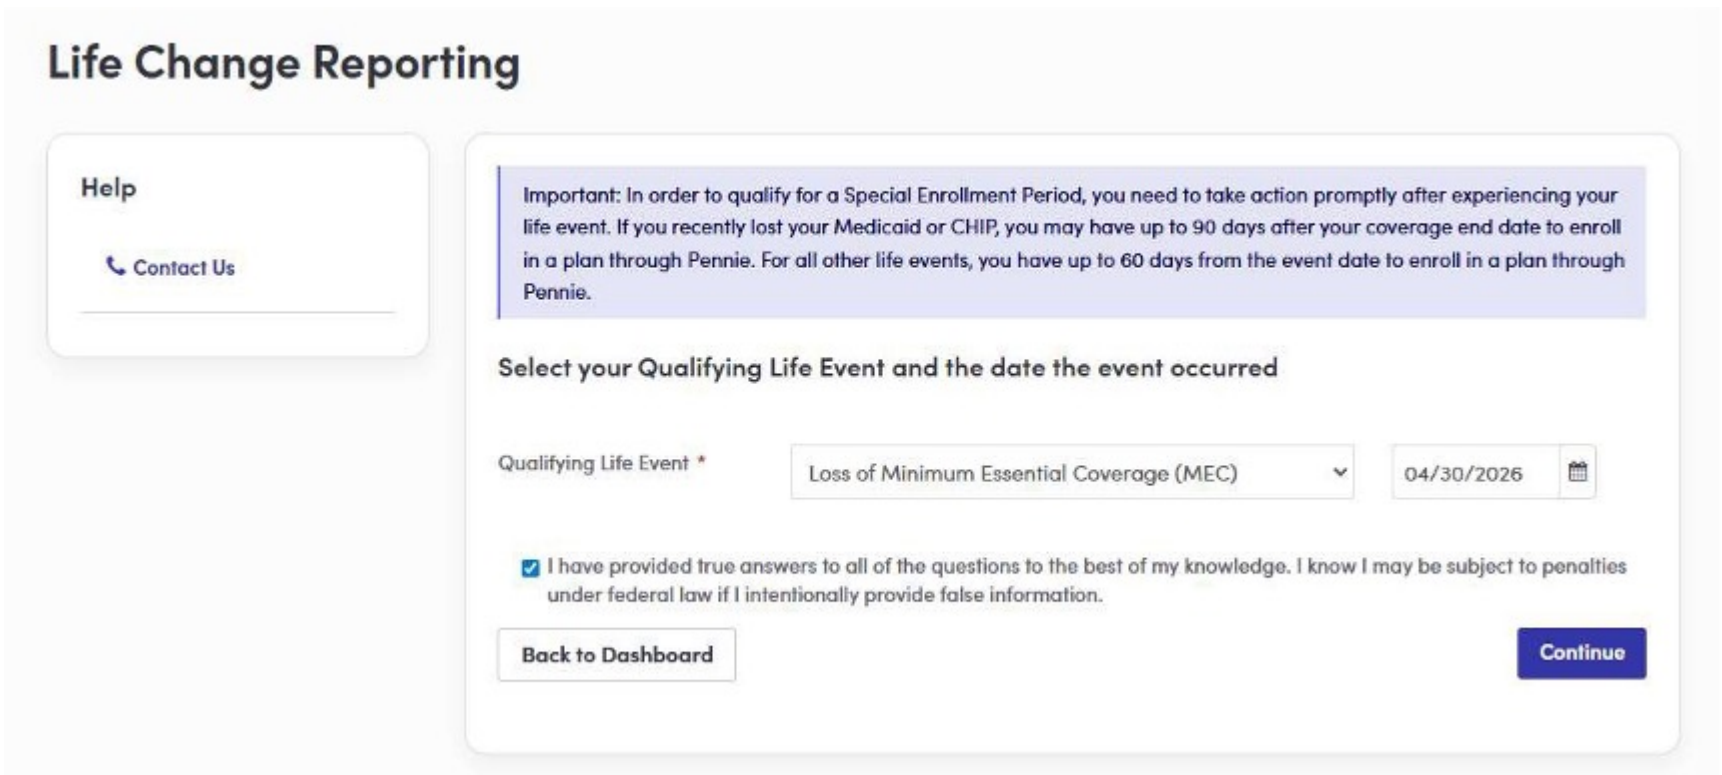 Life Change Reporting
Help
Contact Us
Important: In order to qualify for a Special Enrollment Period, you need to take action promptly after experiencing your
life event. If you recently lost your Medicaid or CHIP, you may have up to 90 days after your coverage end date to enroll
in a plan through Pennie. For all other life events, you have up to 60 days from the event date to enroll in a plan through
Pennie.
Select your Qualifying Life Event and the date the event occurred
Qualifying Life Event * Loss of Minimum Essential Coverage (MEC) 04/30/2026
I have provided true answers to all of the questions to the best of my knowledge. I know I may be subject to penalties
under federal law if I intentionally provide false information.
Back to Dashboard Continue